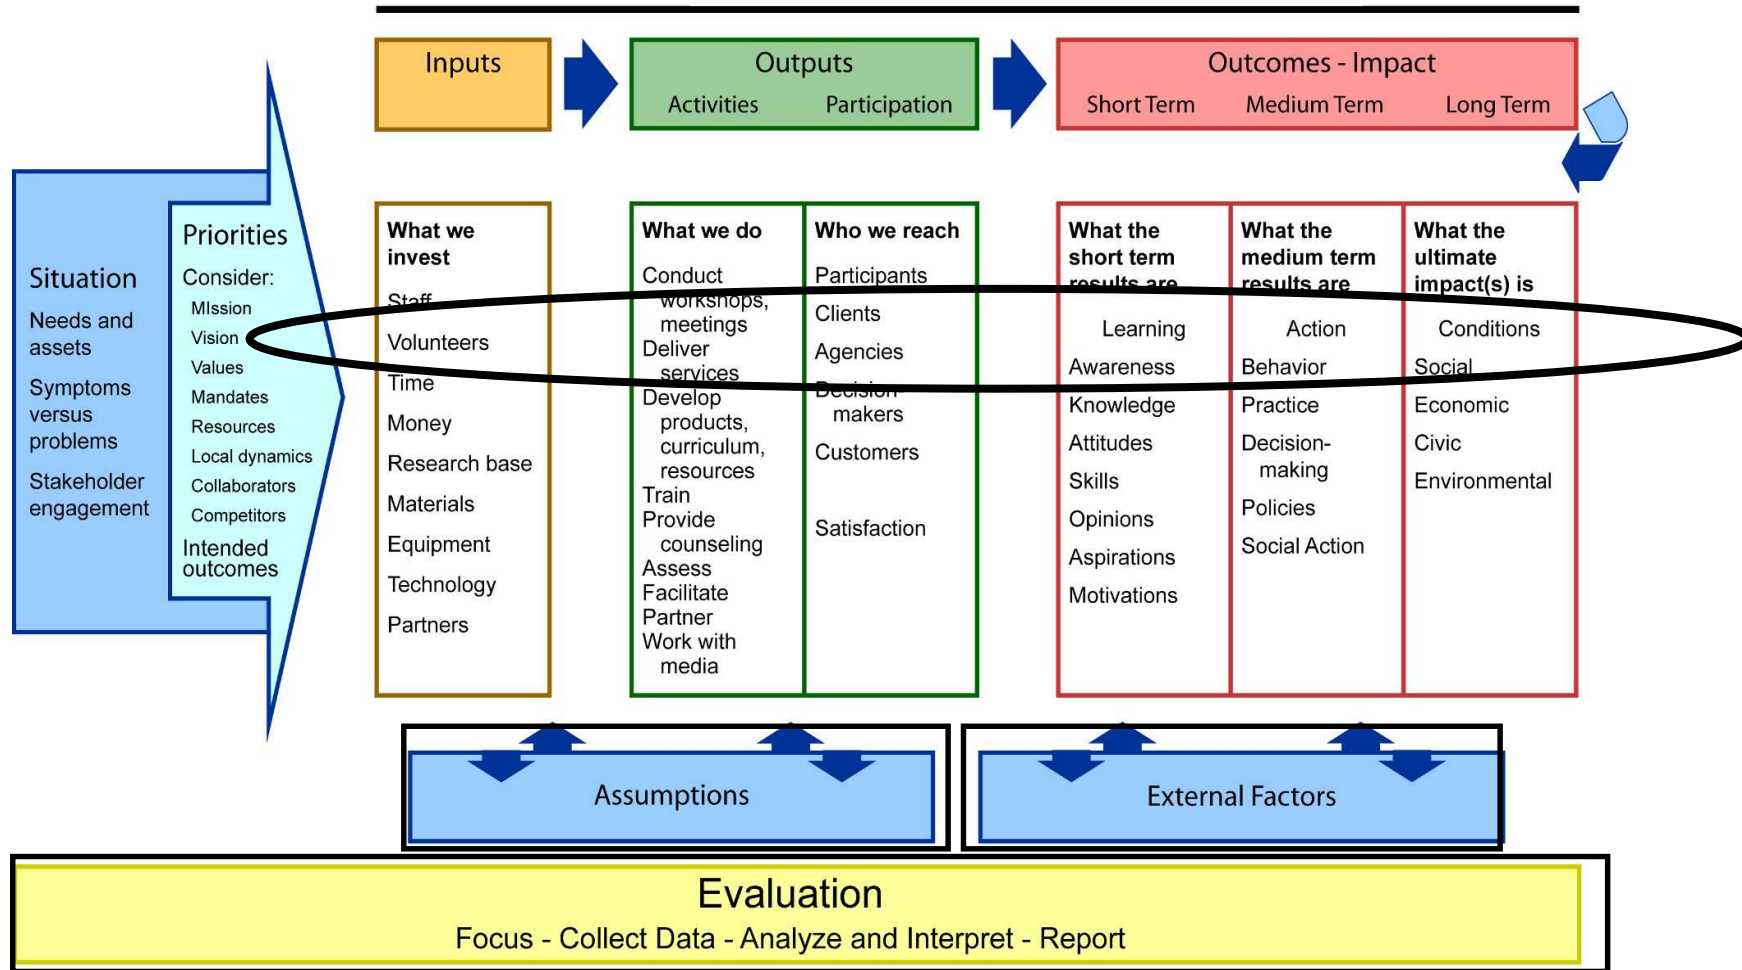 Inputs
Outputs
Activities Participation
Outcomes - Impact
Short Term Medium Term Long Term
Situation
Needs and
assets
Symptoms
versus
problems
Stakeholder
engagement
Priorities
Consider:
MIssion
Vision
Values
Mandates
Resources
Local dynamics
Collaborators
Competitors
Intended
outcomes
What we
invest
Staff
Volunteers
Time
Money
Research base
Materials
Equipment
Technology
Partners
What we do
Conduct
workshops,
meetings
Deliver
services
Develop
products,
curriculum,
resources
Train
Provide
counseling
Assess
Facilitate
Partner
Work with
media
Who we reach
Participants
Clients
Agencies
Decision-
makers
Customers
Satisfaction
What the
short term
results are
Learning
Awareness
Knowledge
Attitudes
Skills
Opinions
Aspirations
Motivations
What the
medium term
results are
Action
Behavior
Practice
Decision-
making
Policies
Social Action
What the
ultimate
impact(s) is
Conditions
Social
Economic
Civic
Environmental
Assumptions
External Factors
Evaluation
Focus - Collect Data - Analyze and Interpret - Report